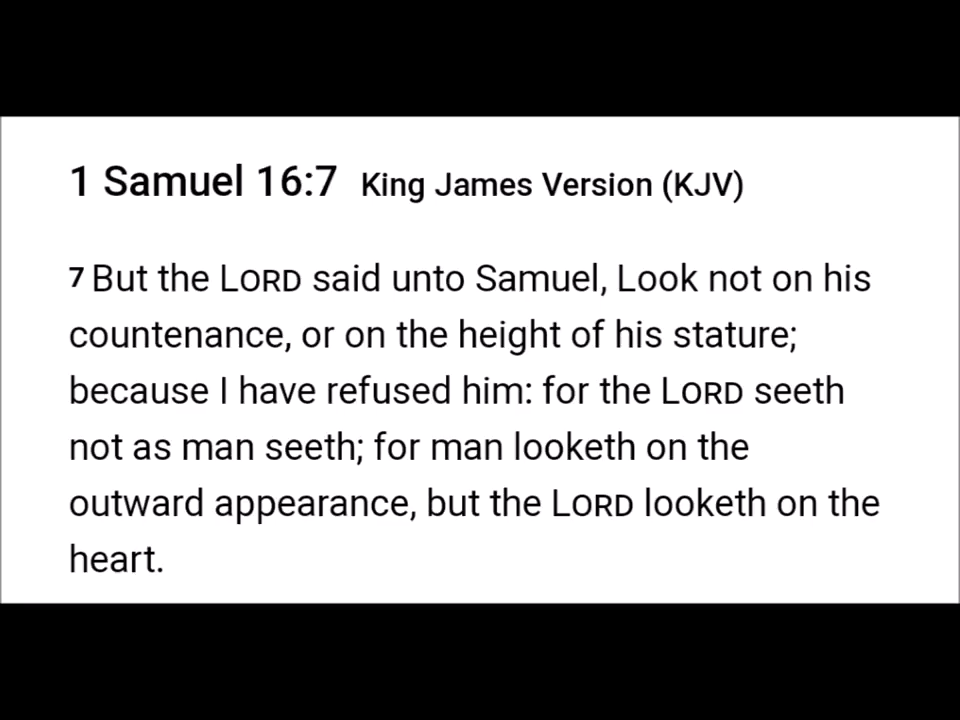 1 Samuel 16:7 King James Version (KJV)
7 But the LORD said unto Samuel, Look not on his
countenance, or on the height of his stature;
because I have refused him: for the LORD seeth
not as man seeth; for man looketh on the
outward appearance, but the LORD looketh on the
heart.